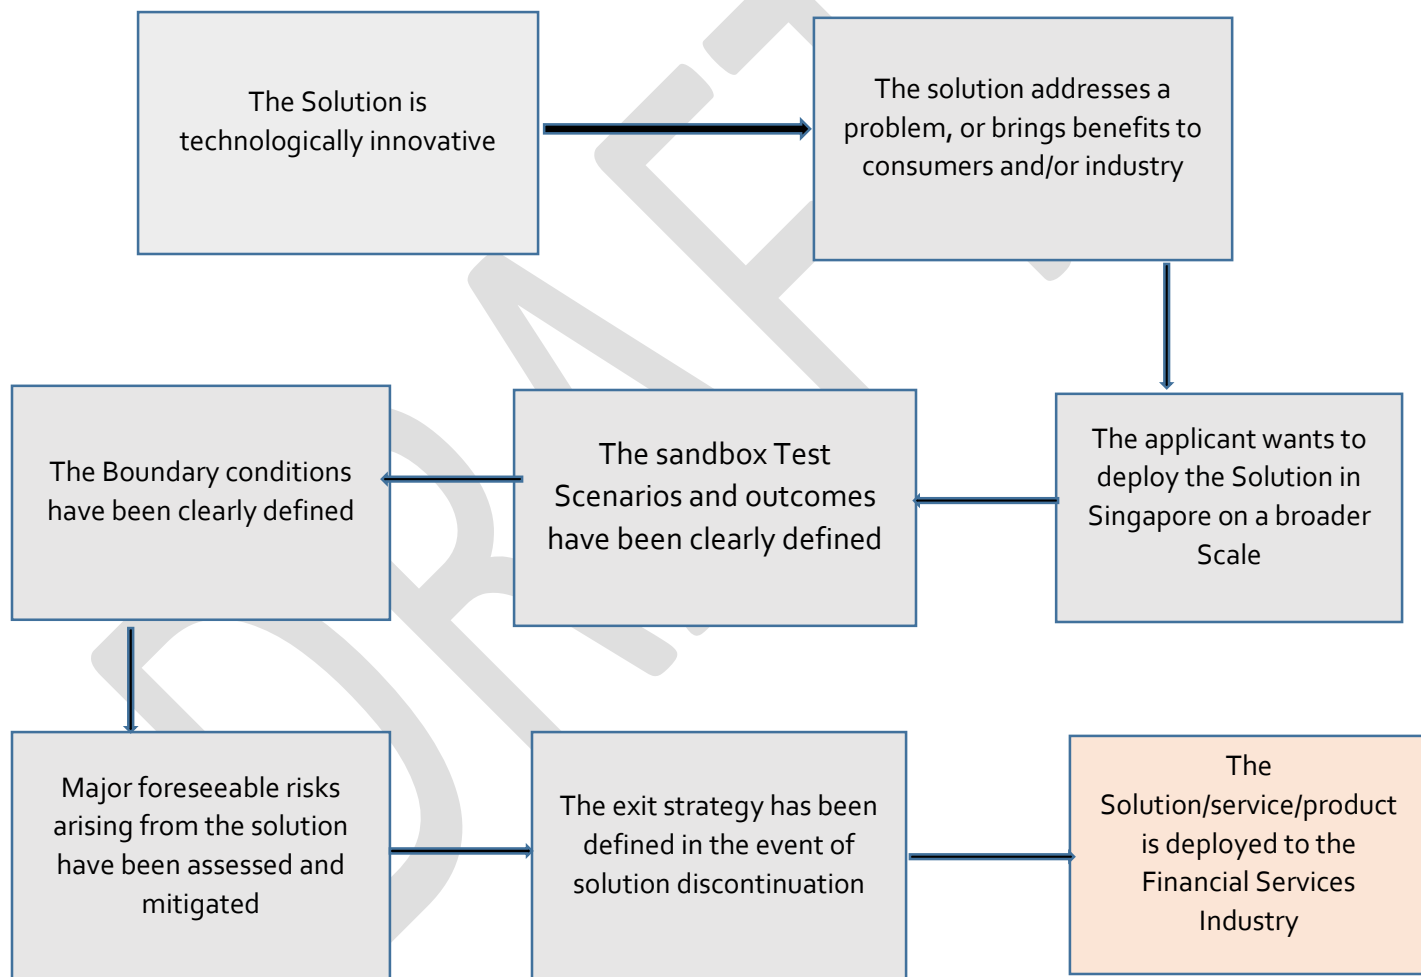 The Solution is
technologically innovative
The solution addresses a
problem, or brings benefits to
consumers and/or industry
The applicant wants to
deploy the Solution in
Singapore on a broader
Scale
The sandbox Test
Scenarios and outcomes
have been clearly defined
The Boundary conditions
have been clearly defined
Major foreseeable risks
arising from the solution
have been assessed and
mitigated
The exit strategy has been
defined in the event of
solution discontinuation
The
Solution/service/product
is deployed to the
Financial Services
Industry
DRAFT